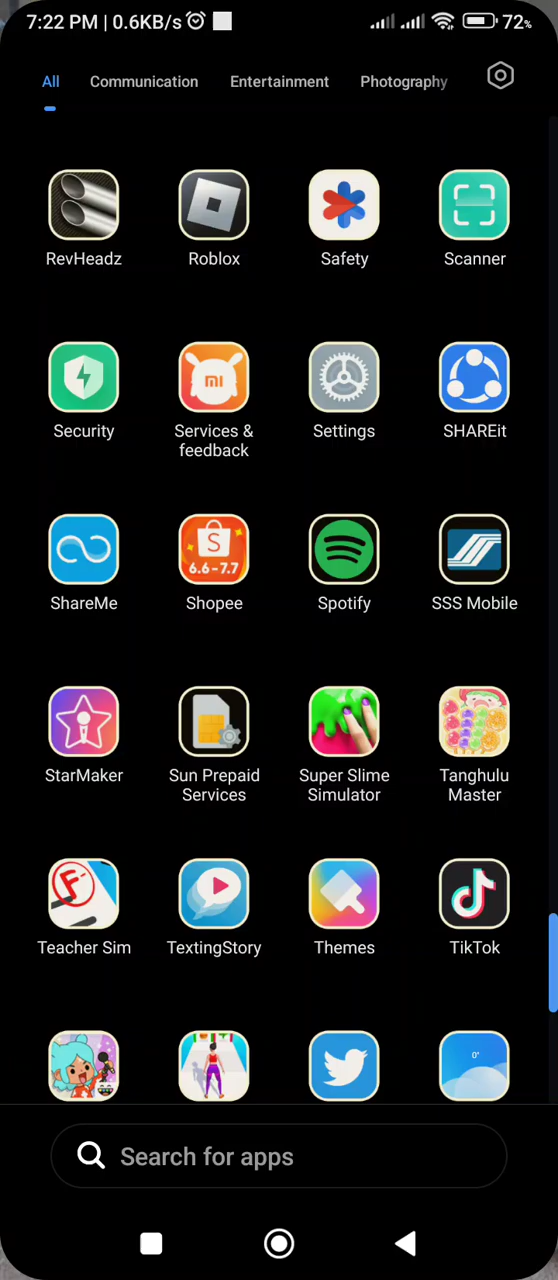 7:22 PM | 0.6KB/s 72%
All Communication Entertainment Photography
RevHeadz Roblox Safety Scanner
mi
Security Services & feedback Settings SHAREit
S
6.6-7.7
ShareMe Shopee Spotify SSS Mobile
StarMaker Sun Prepaid Services Super Slime Simulator Tanghulu Master
F
Teacher Sim TextingStory Themes TikTok
0°
Search for apps